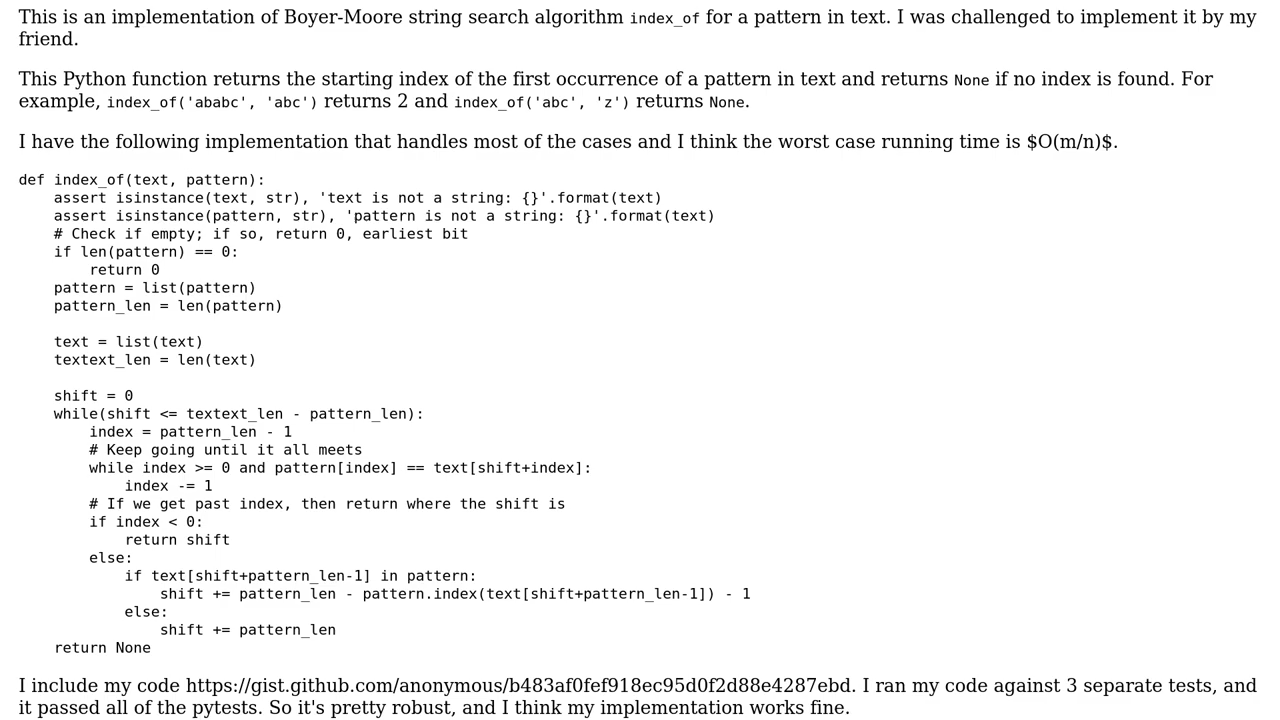 This is an implementation of Boyer-Moore string search algorithm index_of for a pattern in text. I was challenged to implement it by my
friend.
This Python function returns the starting index of the first occurrence of a pattern in text and returns None if no index is found. For
example, index_of('ababc', 'abc') returns 2 and index_of('abc', 'z') returns None.
I have the following implementation that handles most of the cases and I think the worst case running time is $O(m/n)$.
def index_of(text, pattern):
    assert isinstance(text, str), 'text is not a string: {}'.format(text)
    assert isinstance(pattern, str), 'pattern is not a string: {}'.format(text)
    # Check if empty; if so, return 0, earliest bit
    if len(pattern) == 0:
        return 0
    pattern = list(pattern)
    pattern_len = len(pattern)
    text = list(text)
    textext_len = len(text)
    shift = 0
    while(shift <= textext_len - pattern_len):
        index = pattern_len - 1
        # Keep going until it all meets
        while index >= 0 and pattern[index] == text[shift+index]:
            index -= 1
        # If we get past index, then return where the shift is
        if index < 0:
            return shift
        else:
            if text[shift+pattern_len-1] in pattern:
                shift += pattern_len - pattern.index(text[shift+pattern_len-1]) - 1
            else:
                shift += pattern_len
    return None
I include my code https://gist.github.com/anonymous/b483af0fef918ec95d0f2d88e4287ebd. I ran my code against 3 separate tests, and
it passed all of the pytests. So it's pretty robust, and I think my implementation works fine.